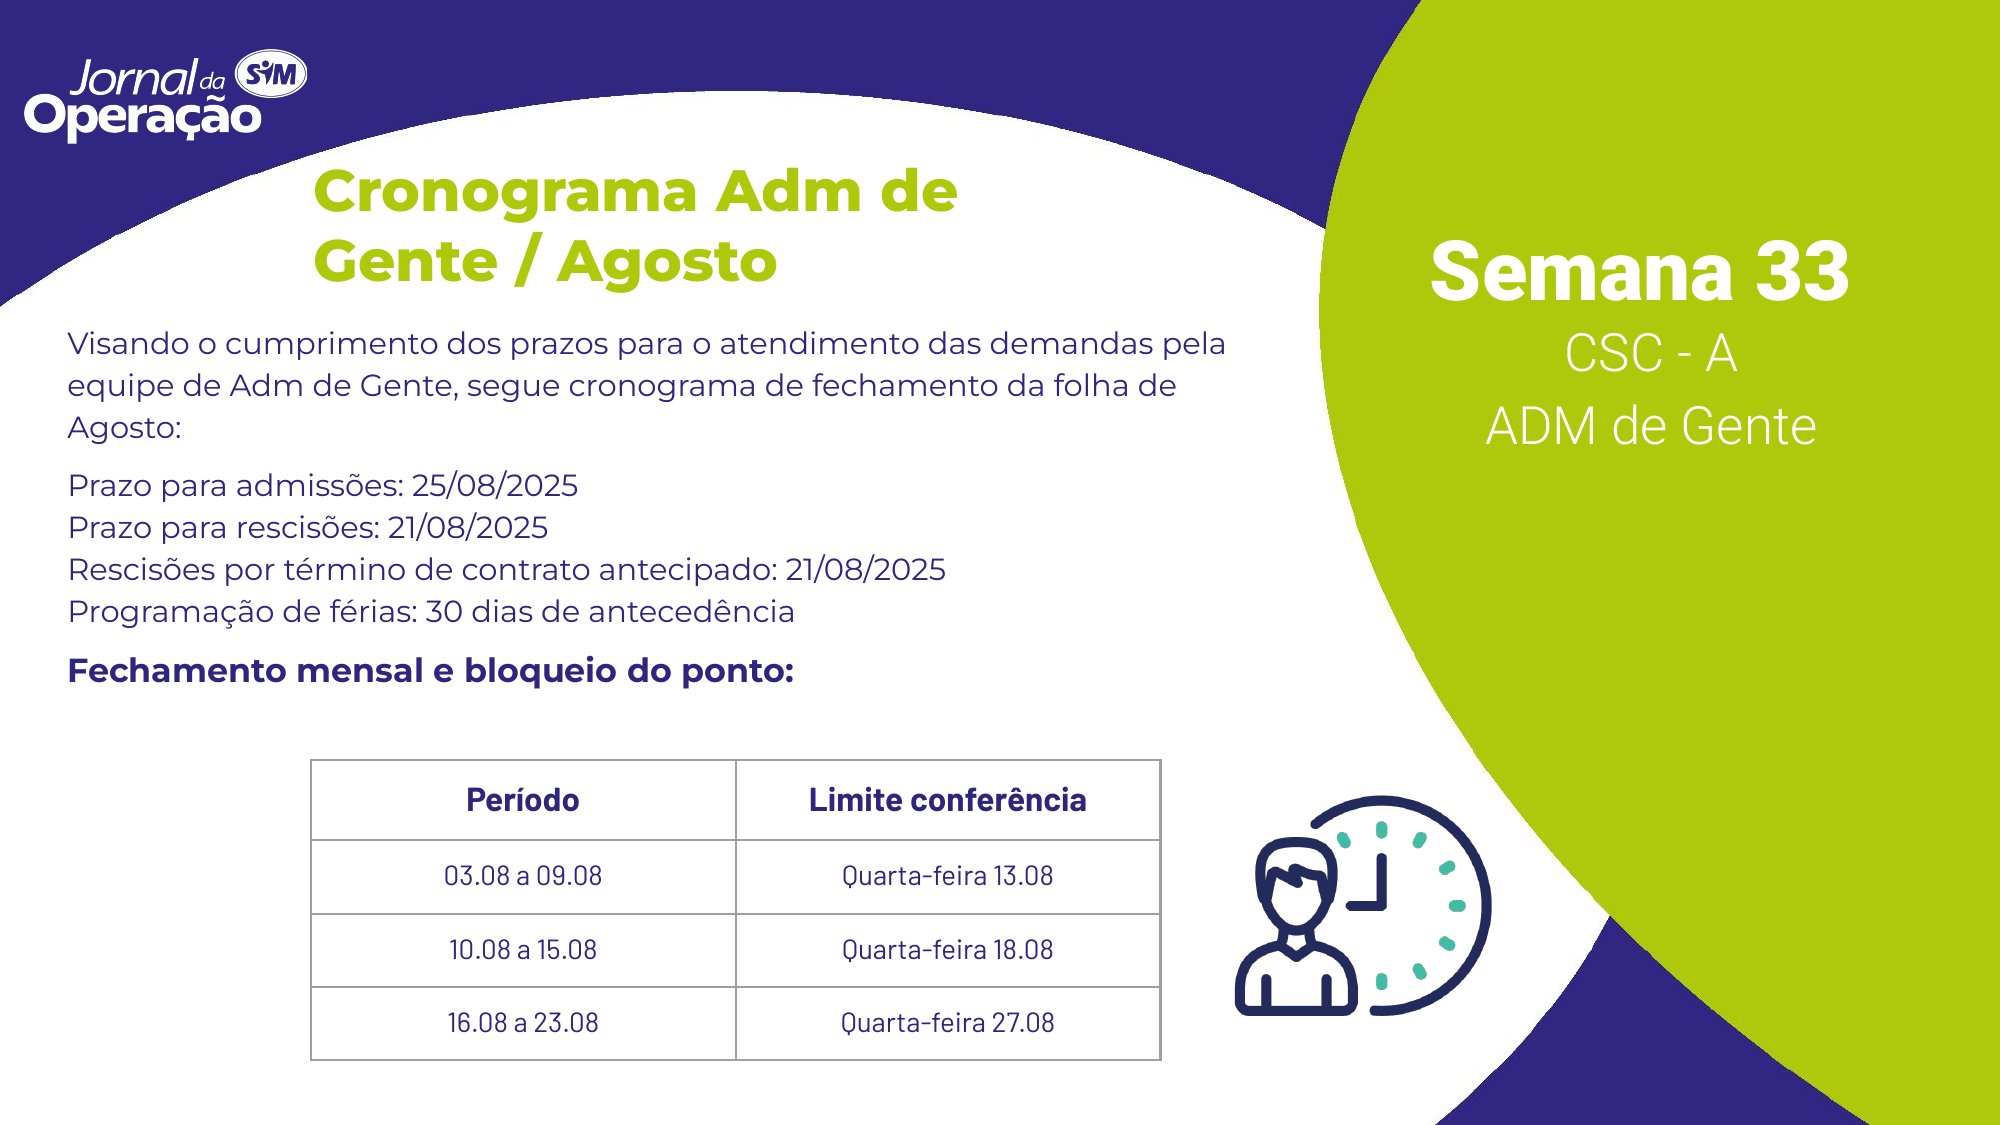 Jornal da SIM
Operação
Cronograma Adm de
Gente / Agosto
Visando o cumprimento dos prazos para o atendimento das demandas pela
equipe de Adm de Gente, segue cronograma de fechamento da folha de
Agosto:
Prazo para admissões: 25/08/2025
Prazo para rescisões: 21/08/2025
Rescisões por término de contrato antecipado: 21/08/2025
Programação de férias: 30 dias de antecedência
Fechamento mensal e bloqueio do ponto:
Período Limite conferência
03.08 a 09.08 Quarta-feira 13.08
10.08 a 15.08 Quarta-feira 18.08
16.08 a 23.08 Quarta-feira 27.08
Semana 33
CSC - A
ADM de Gente